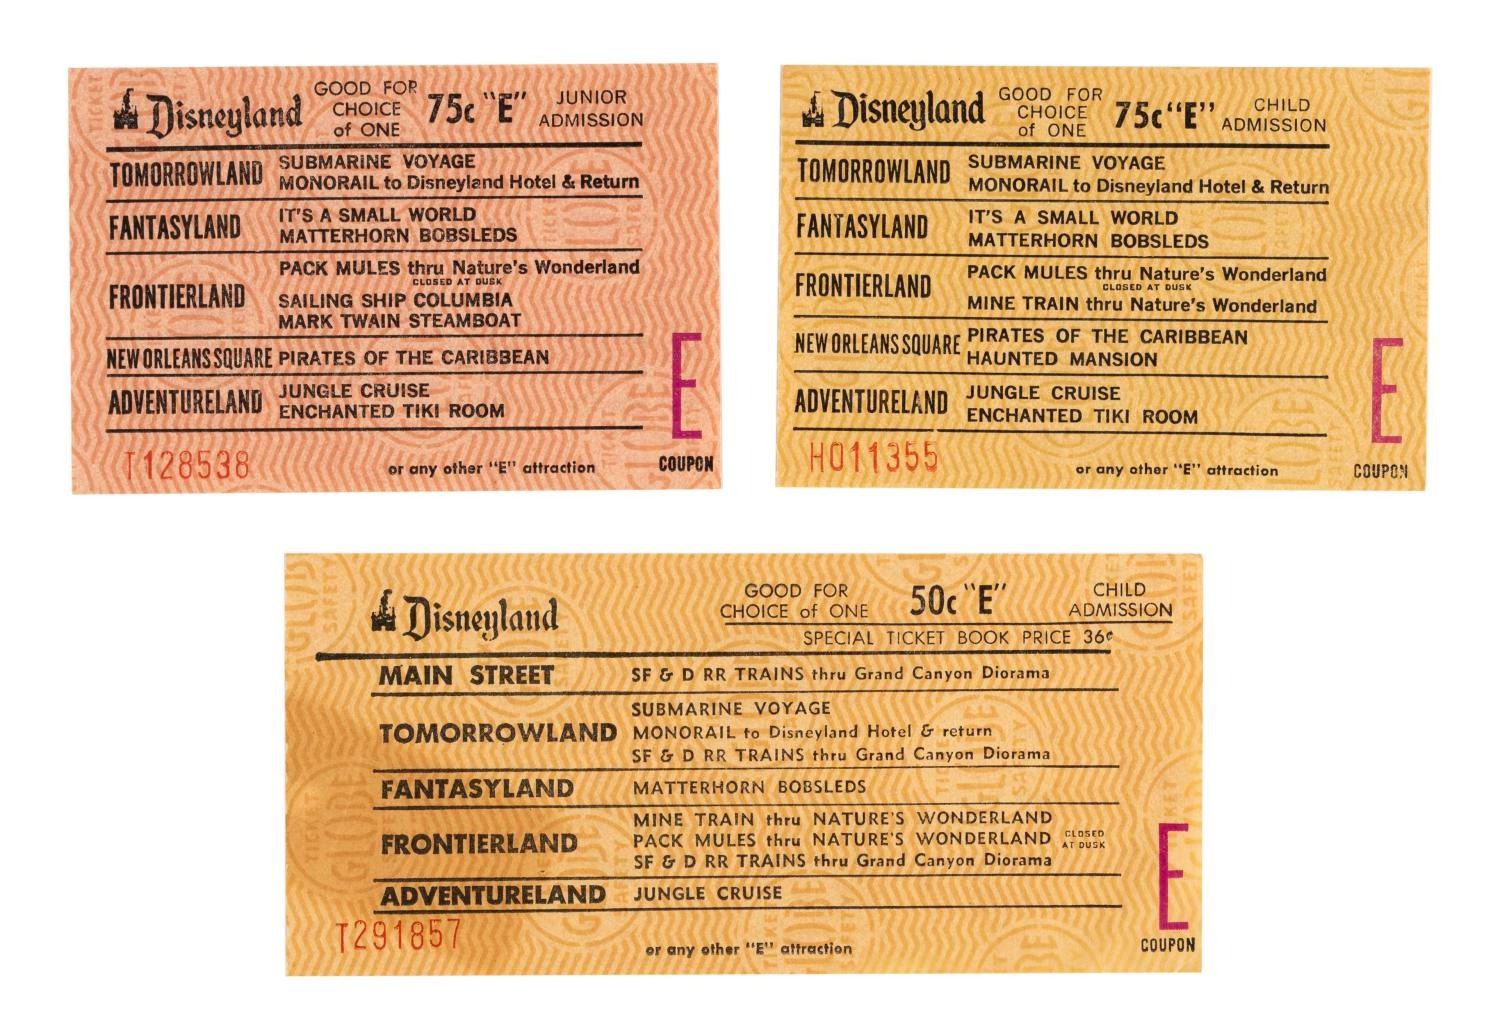 Disneyland
GOOD FOR
CHOICE
of ONE
75c "E"
JUNIOR
ADMISSION
TOMORROWLAND
SUBMARINE VOYAGE
MONORAIL to Disneyland Hotel & Return
FANTASYLAND
IT'S A SMALL WORLD
MATTERHORN BOBSLEDS
FRONTIERLAND
PACK MULES thru Nature's Wonderland
CLOSED AT DUSK
SAILING SHIP COLUMBIA
MARK TWAIN STEAMBOAT
NEW ORLEANS SQUARE PIRATES OF THE CARIBBEAN
ADVENTURELAND
JUNGLE CRUISE
ENCHANTED TIKI ROOM
T128538
or any other "E" attraction
E
COUPON
Disneyland
GOOD FOR
CHOICE
of ONE
75c "E"
CHILD
ADMISSION
TOMORROWLAND
SUBMARINE VOYAGE
MONORAIL to Disneyland Hotel & Return
FANTASYLAND
IT'S A SMALL WORLD
MATTERHORN BOBSLEDS
FRONTIERLAND
PACK MULES thru Nature's Wonderland
CLOSED AT DUSK
MINE TRAIN thru Nature's Wonderland
NEW ORLEANS SQUARE
PIRATES OF THE CARIBBEAN
HAUNTED MANSION
ADVENTURELAND
JUNGLE CRUISE
ENCHANTED TIKI ROOM
H011355
or any other "E" attraction
E
COUPON
Disneyland
GOOD FOR
CHOICE of ONE
50c "E"
CHILD
ADMISSION
SPECIAL TICKET BOOK PRICE 36¢
MAIN STREET
SF & D RR TRAINS thru Grand Canyon Diorama
TOMORROWLAND
SUBMARINE VOYAGE
MONORAIL to Disneyland Hotel & return
SF & D RR TRAINS thru Grand Canyon Diorama
FANTASYLAND
MATTERHORN BOBSLEDS
FRONTIERLAND
MINE TRAIN thru NATURE'S WONDERLAND
PACK MULES thru NATURE'S WONDERLAND
CLOSED
AT DUSK
SF & D RR TRAINS thru Grand Canyon Diorama
ADVENTURELAND
JUNGLE CRUISE
T291857
or any other "E" attraction
E
COUPON